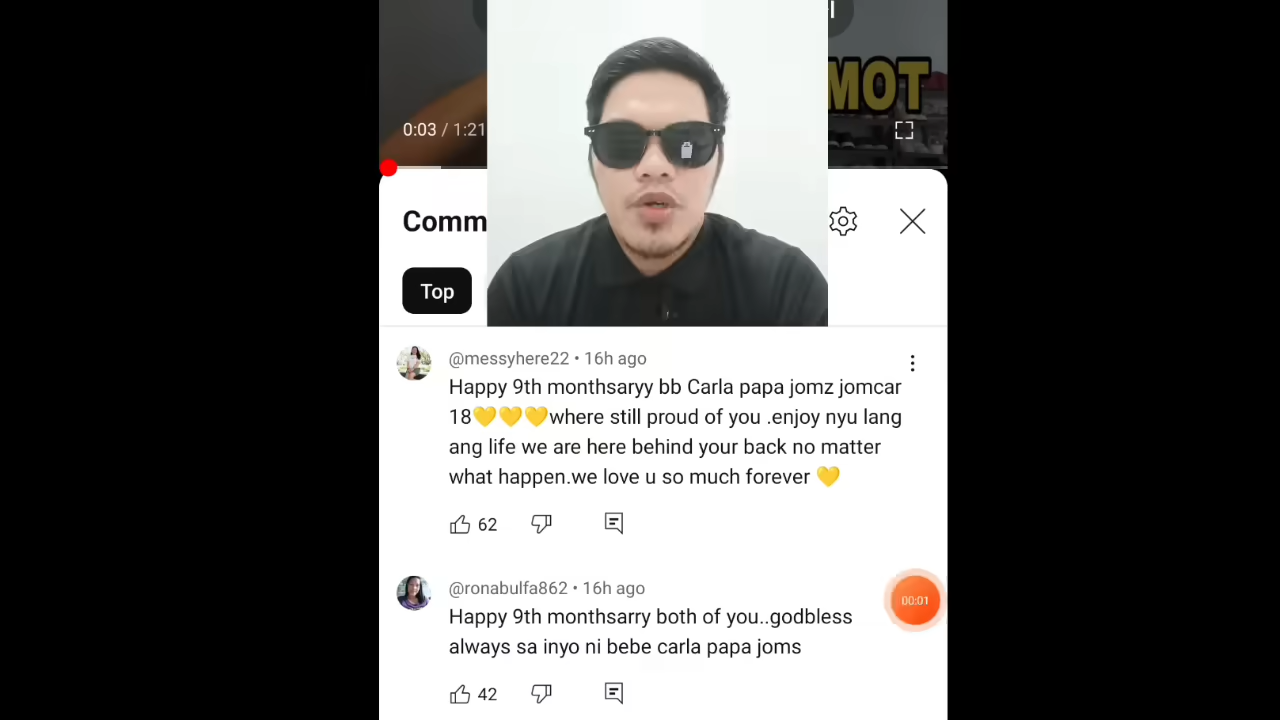 MOT
0:03 / 1:21
Comm
Top
@messyhere22 • 16h ago
Happy 9th monthsaryy bb Carla papa jomz jomcar
18💛💛💛where still proud of you .enjoy nyu lang
ang life we are here behind your back no matter
what happen.we love u so much forever 💛
62
@ronabulfa862 • 16h ago
00:01
Happy 9th monthsarry both of you..godbless
always sa inyo ni bebe carla papa joms
42